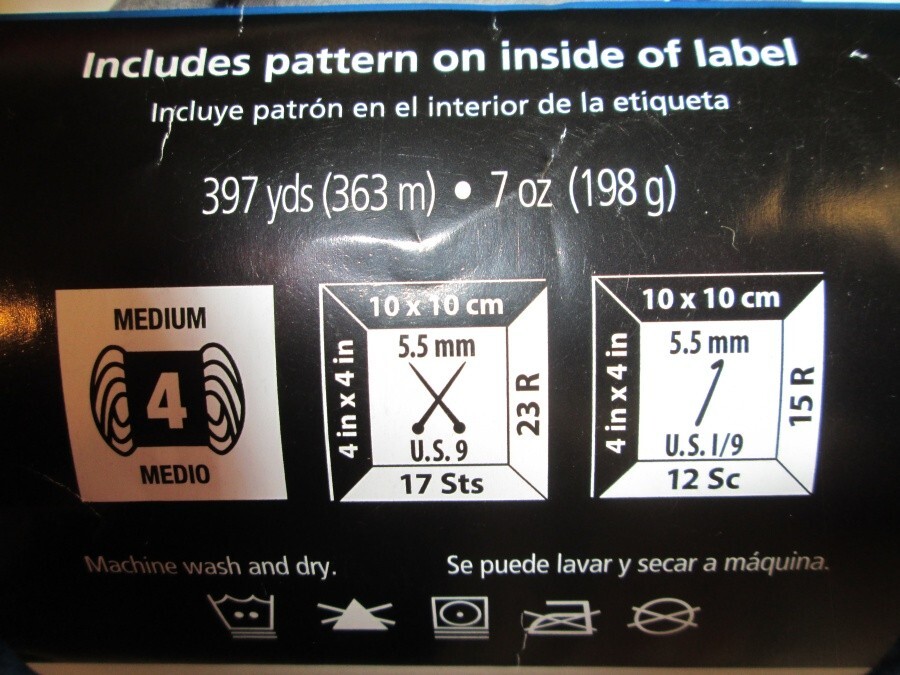 Includes pattern on inside of label
Incluye patrón en el interior de la etiqueta
397 yds (363 m) • 7 oz (198 g)
MEDIUM
4
MEDIO
10 x 10 cm
4 in x 4 in
5.5 mm
U.S. 9
23 R
17 Sts
10 x 10 cm
4 in x 4 in
5.5 mm
U.S. I/9
15 R
12 Sc
Machine wash and dry.
Se puede lavar y secar a máquina.